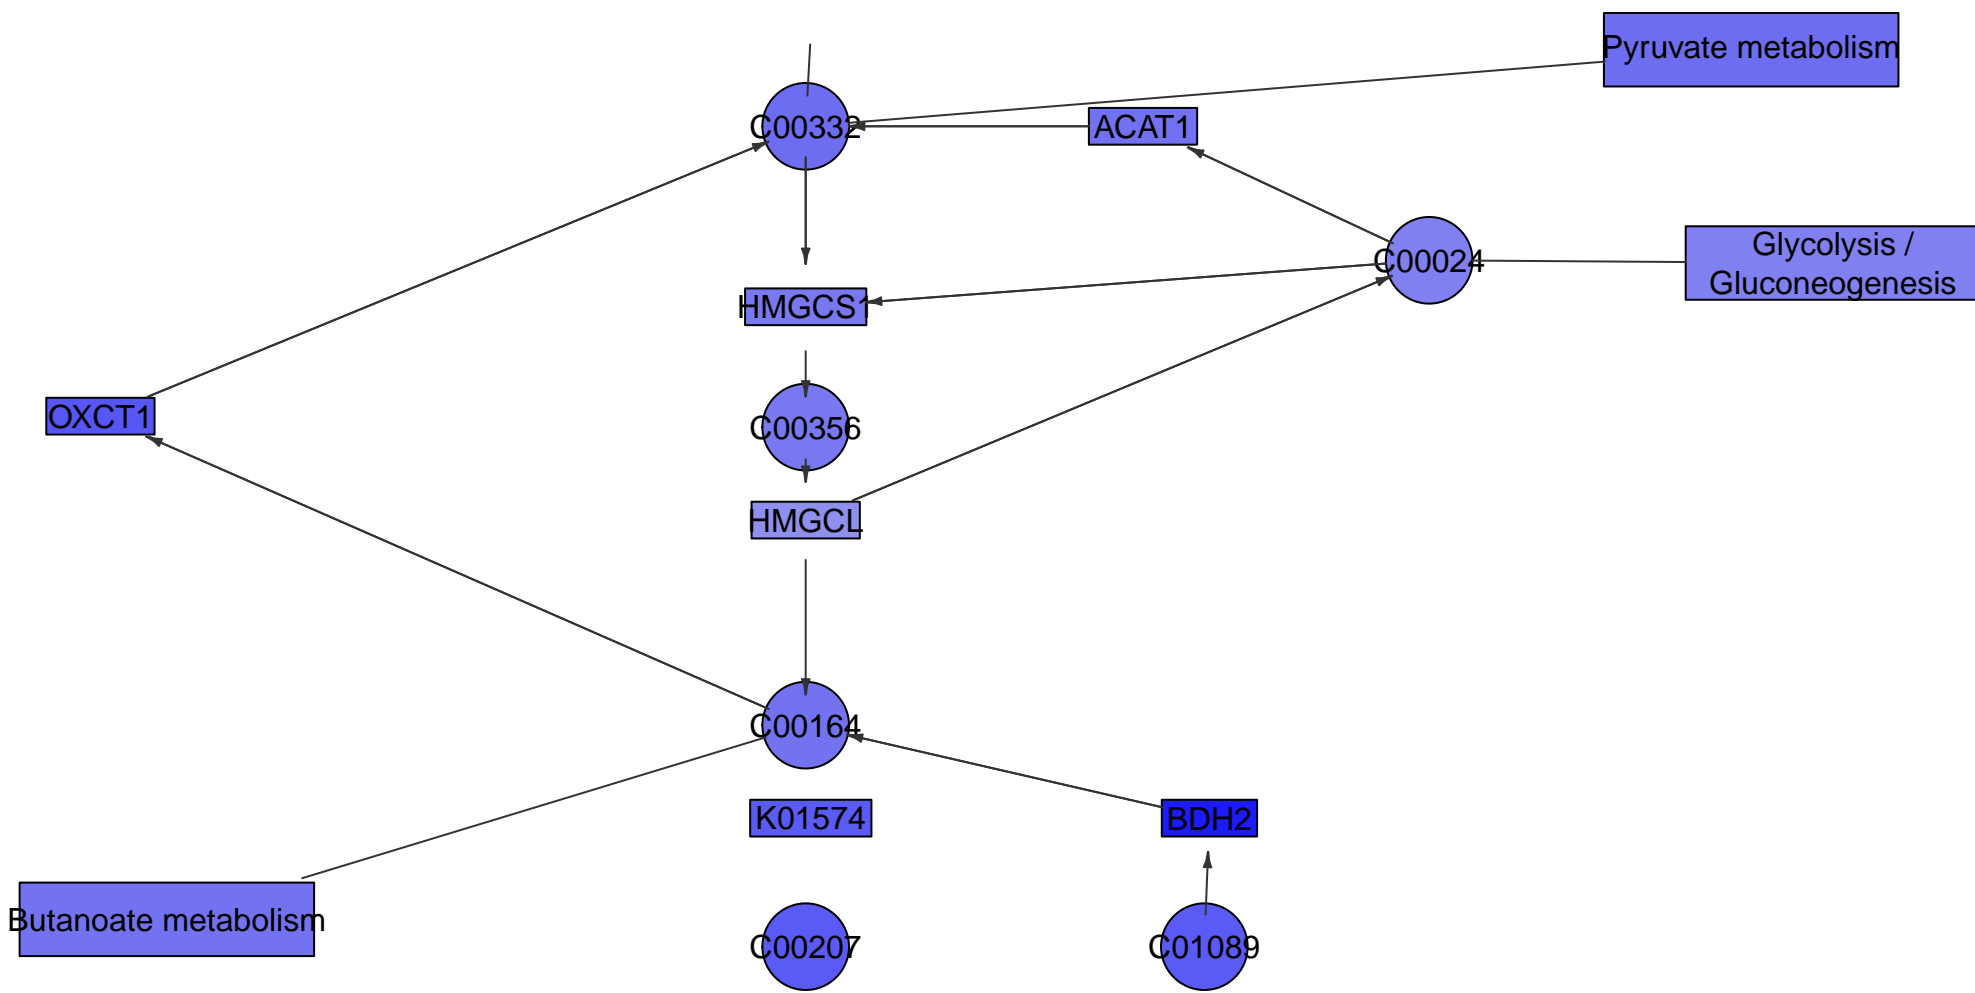 Pyruvate metabolism
C00332
ACAT1
Glycolysis /
Gluconeogenesis
C00024
HMGCS1
OXCT1
C00356
HMGCL
C00164
K01574
BDH2
Butanoate metabolism
C00207
C01089